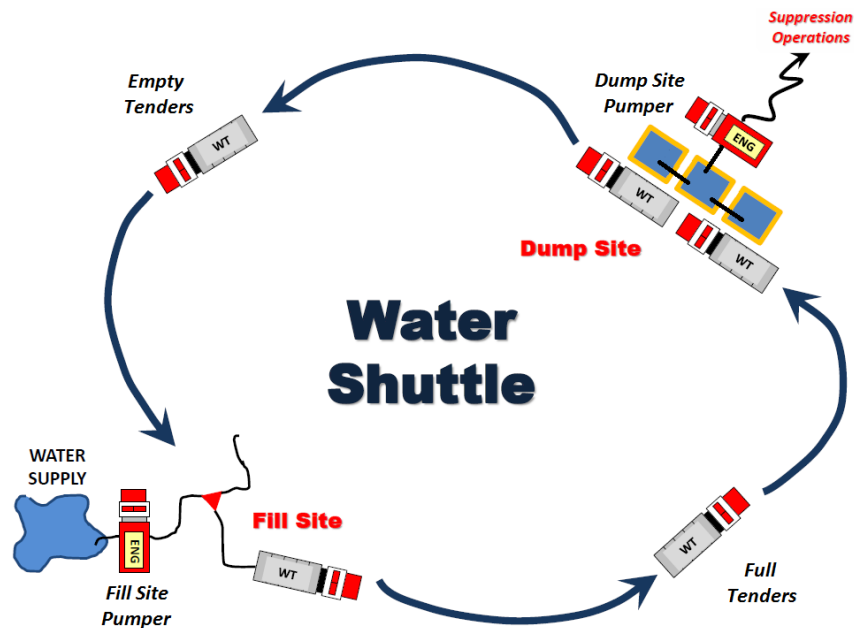 Suppression
Operations
Empty
Tenders
Dump Site
Pumper
ENG
WT
WT
WT
Dump Site
Water
Shuttle
WATER
SUPPLY
Fill Site
ENG
WT
WT
Fill Site
Pumper
Full
Tenders